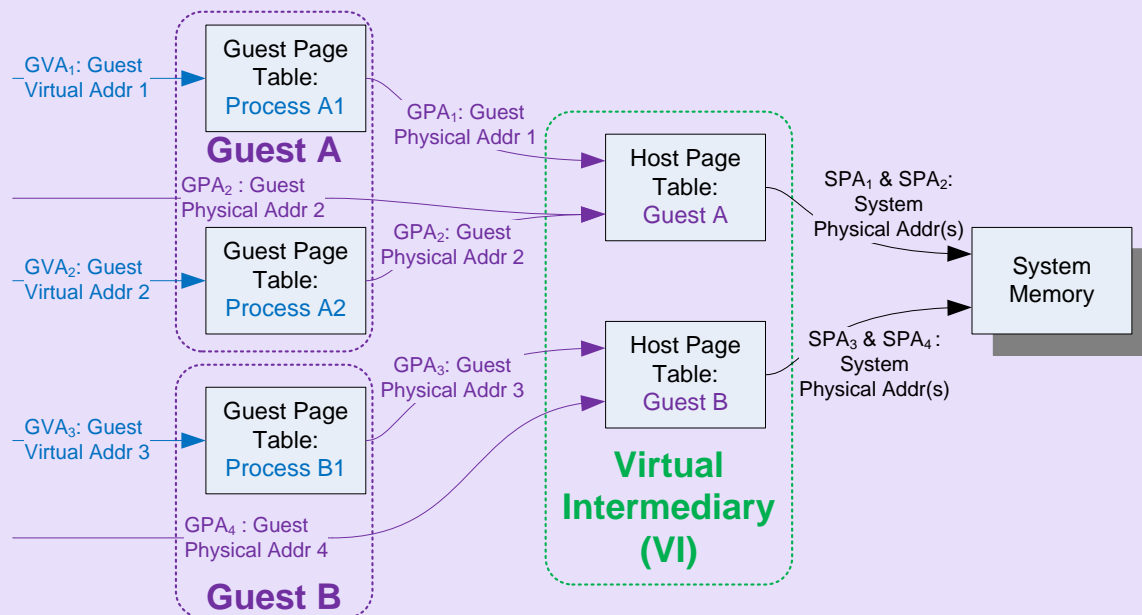 GVA₁: Guest
Virtual Addr 1
Guest Page
Table:
Process A1
Guest A
GPA₁: Guest
Physical Addr 1
GPA₂ : Guest
Physical Addr 2
GVA₂: Guest
Virtual Addr 2
Guest Page
Table:
Process A2
GPA₂: Guest
Physical Addr 2
Host Page
Table:
Guest A
SPA₁ & SPA₂:
System
Physical Addr(s)
System
Memory
GVA₃: Guest
Virtual Addr 3
Guest Page
Table:
Process B1
GPA₃: Guest
Physical Addr 3
Host Page
Table:
Guest B
SPA₃ & SPA₄ :
System
Physical Addr(s)
GPA₄ : Guest
Physical Addr 4
Guest B
Virtual
Intermediary
(VI)